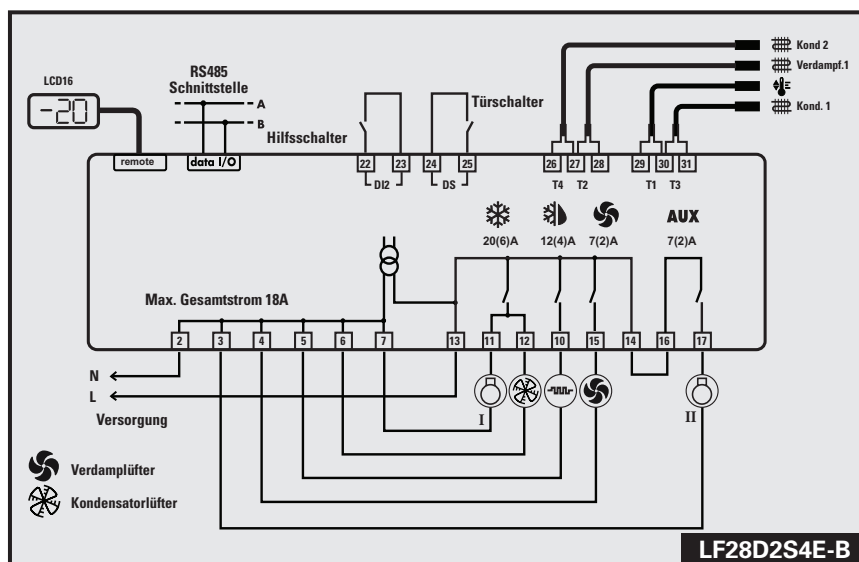 LCD16
-20
RS485
Schnittstelle
A
B
Hilfsschalter
Türschalter
Kond 2
Verdampf.1
Kond. 1
remote
data I/O
22 23 24 25 26 27 28 29 30 31
DI2 DS T4 T2 T1 T3
AUX
20(6)A 12(4)A 7(2)A 7(2)A
Max. Gesamtstrom 18A
2 3 4 5 6 7 13 11 12 10 15 14 16 17
N
L
Versorgung
I II
Verdamplüfter
Kondensatorlüfter
LF28D2S4E-B